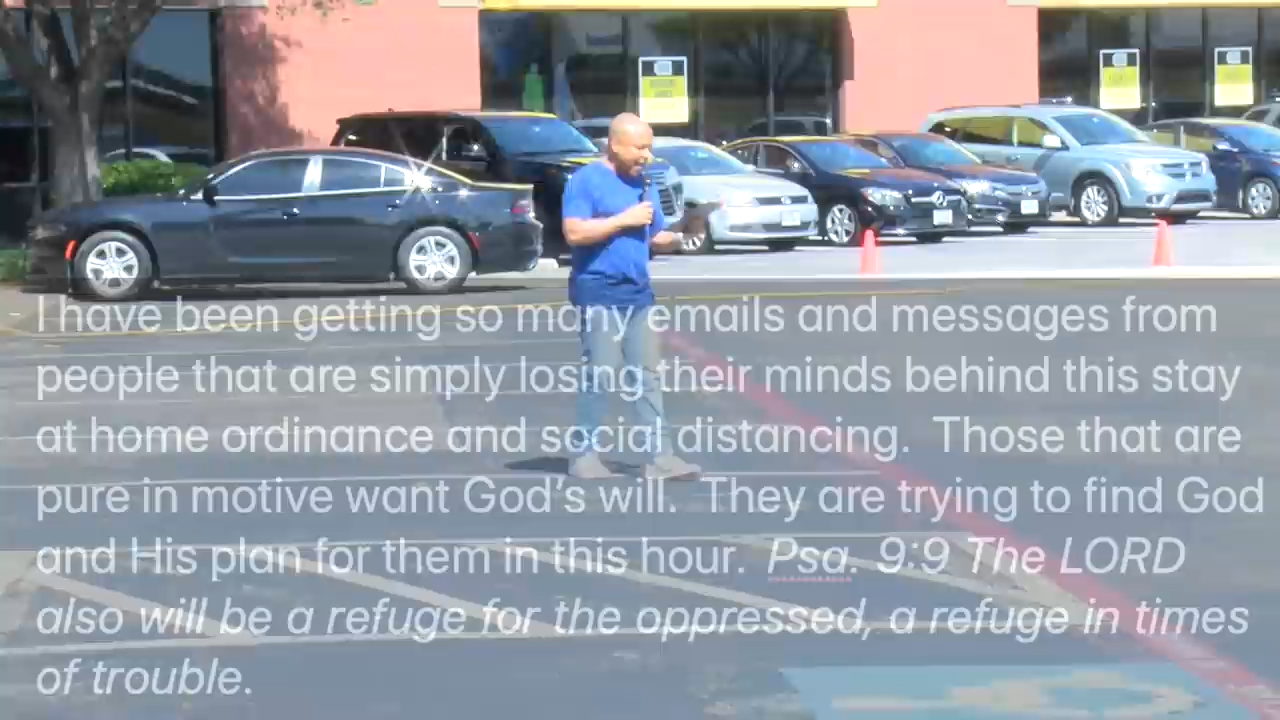 I have been getting so many emails and messages from
people that are simply losing their minds behind this stay
at home ordinance and social distancing.  Those that are
pure in motive want God’s will.  They are trying to find God
and His plan for them in this hour.  Psa. 9:9 The LORD
also will be a refuge for the oppressed, a refuge in times
of trouble.